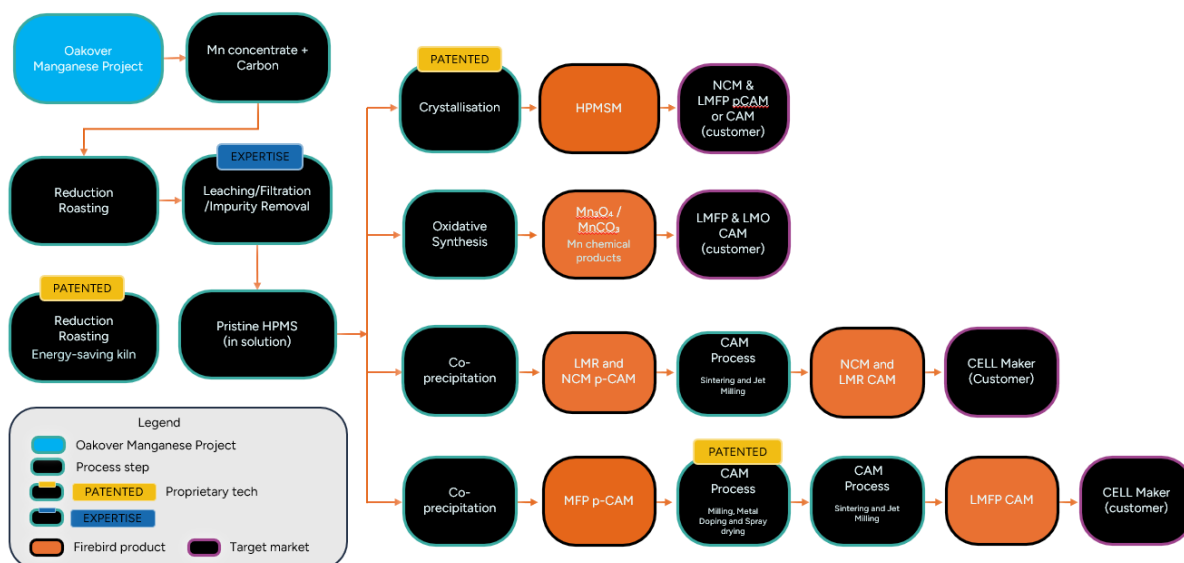 Oakover
Manganese Project
Mn concentrate +
Carbon
Reduction
Roasting
EXPERTISE
Leaching/Filtration
/Impurity Removal
PATENTED
Reduction
Roasting
Energy-saving kiln
Pristine HPMS
(in solution)
PATENTED
Crystallisation
HPMSM
NCM &
LMFP pCAM
or CAM
(customer)
Oxidative
Synthesis
Mn₃O₄ /
MnCO₃
Mn chemical
products
LMFP & LMO
CAM
(customer)
Co-
precipitation
LMR and
NCM p-CAM
CAM
Process
Sintering and Jet
Milling
NCM and
LMR CAM
CELL Maker
(Customer)
Co-
precipitation
MFP p-CAM
PATENTED
CAM
Process
Milling, Metal
Doping and Spray
drying
CAM
Process
Sintering and Jet
Milling
LMFP CAM
CELL Maker
(customer)
Legend
Oakover Manganese Project
Process step
PATENTED Proprietary tech
EXPERTISE
Firebird product Target market